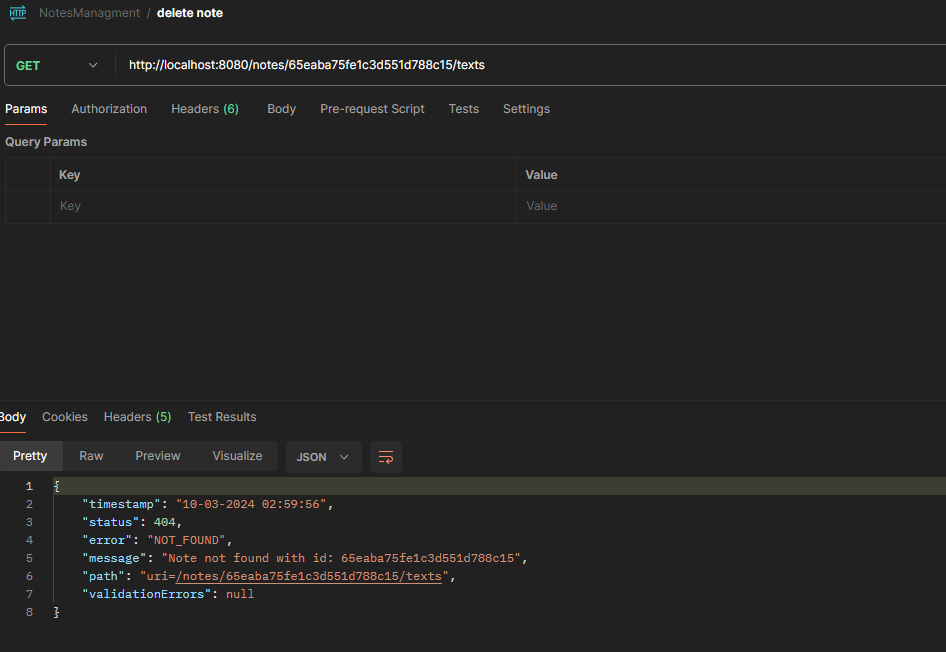 HTTP NotesManagment / delete note
GET http://localhost:8080/notes/65eaba75fe1c3d551d788c15/texts
Params Authorization Headers (6) Body Pre-request Script Tests Settings
Query Params
Key Value
Key Value
Body Cookies Headers (5) Test Results
Pretty Raw Preview Visualize JSON
1 {
2 "timestamp": "10-03-2024 02:59:56",
3 "status": 404,
4 "error": "NOT_FOUND",
5 "message": "Note not found with id: 65eaba75fe1c3d551d788c15",
6 "path": "uri=/notes/65eaba75fe1c3d551d788c15/texts",
7 "validationErrors": null
8 }